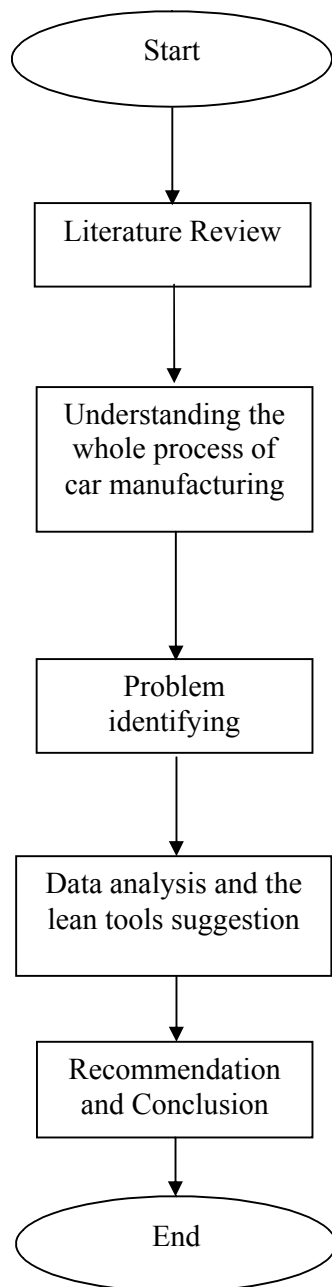 Start
Literature Review
Understanding the
whole process of
car manufacturing
Problem
identifying
Data analysis and the
lean tools suggestion
Recommendation
and Conclusion
End